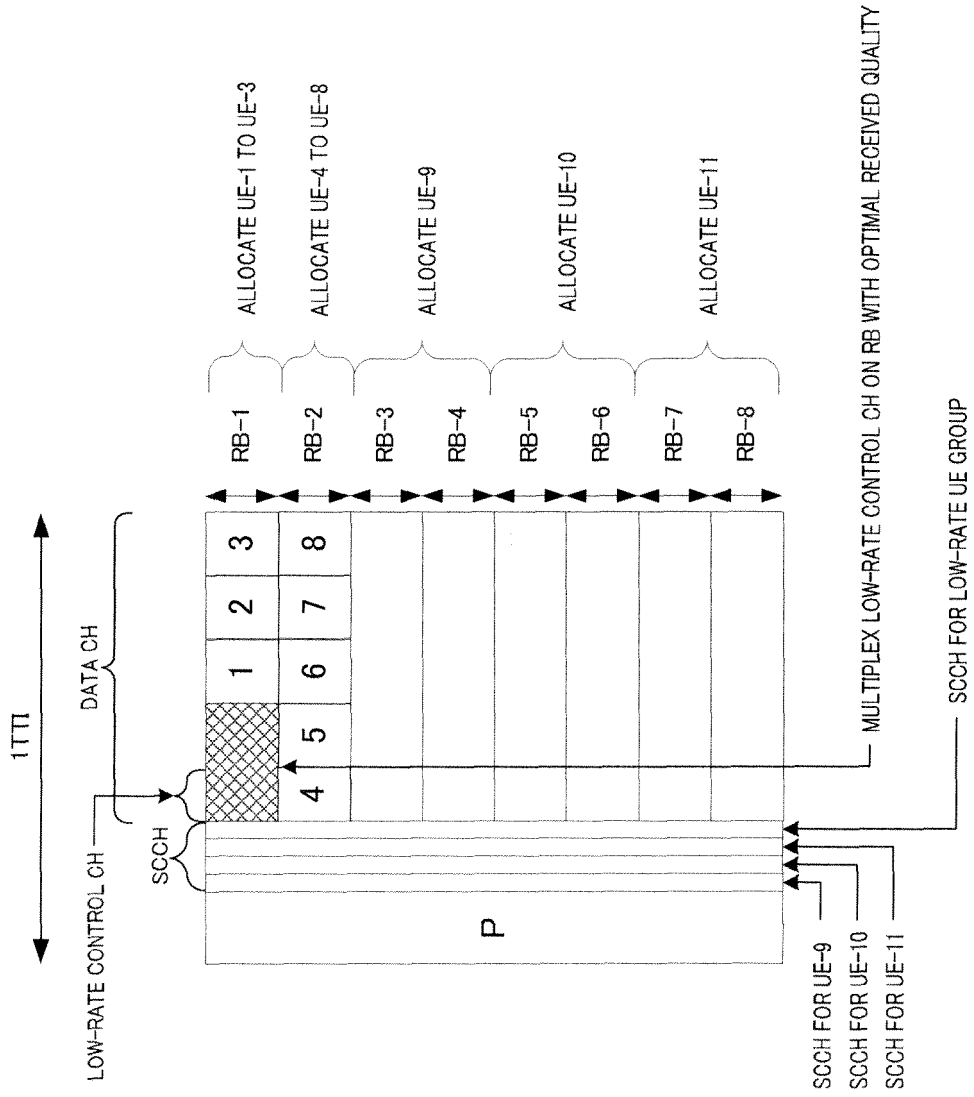 1TTI
DATA CH
LOW-RATE CONTROL CH
SCCH
P
1
2
3
RB-1
ALLOCATE UE-1 TO UE-3
4
5
6
7
8
RB-2
ALLOCATE UE-4 TO UE-8
RB-3
RB-4
ALLOCATE UE-9
RB-5
RB-6
ALLOCATE UE-10
RB-7
RB-8
ALLOCATE UE-11
MULTIPLEX LOW-RATE CONTROL CH ON RB WITH OPTIMAL RECEIVED QUALITY
SCCH FOR UE-9
SCCH FOR UE-10
SCCH FOR UE-11
SCCH FOR LOW-RATE UE GROUP